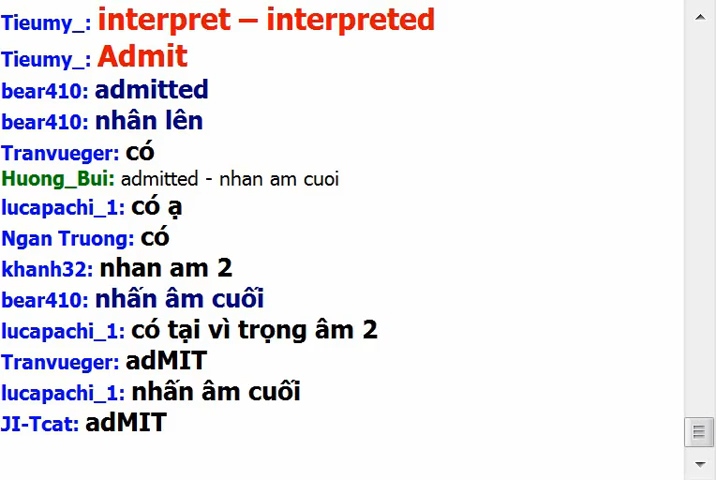 Tieumy_: interpret – interpreted
Tieumy_: Admit
bear410: admitted
bear410: nhân lên
Tranvueger: có
Huong_Bui: admitted - nhan am cuoi
lucapachi_1: có ạ
Ngan Truong: có
khanh32: nhan am 2
bear410: nhấn âm cuối
lucapachi_1: có tại vì trọng âm 2
Tranvueger: adMIT
lucapachi_1: nhấn âm cuối
JI-Tcat: adMIT